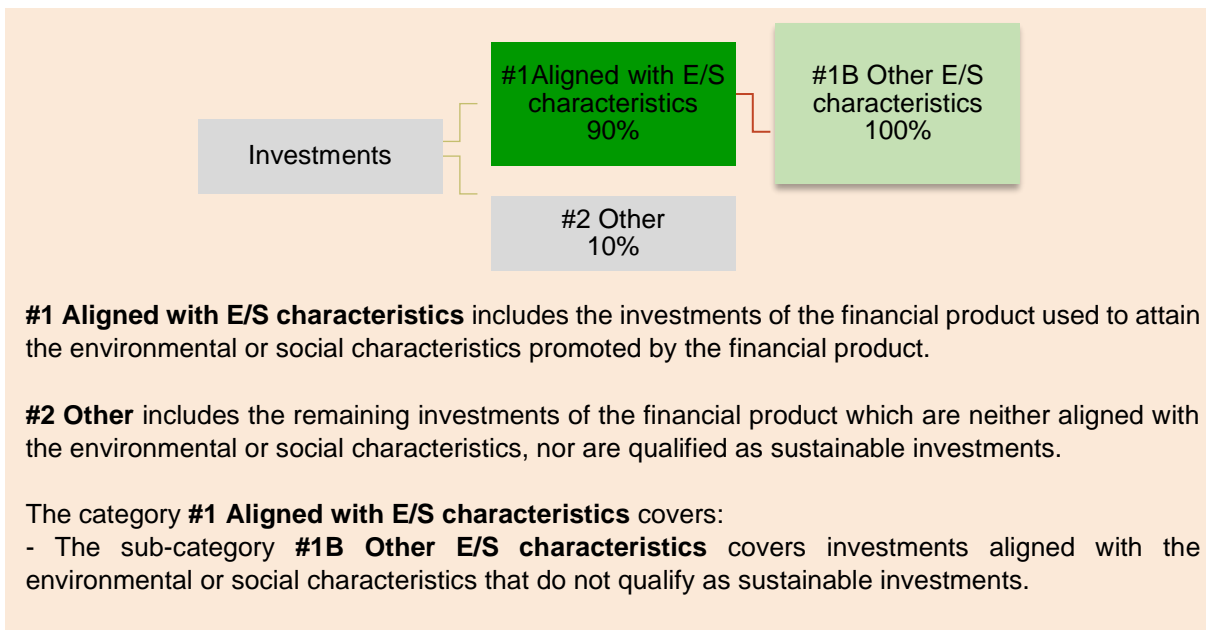 #1Aligned with E/S
characteristics
90%
#1B Other E/S
characteristics
100%
Investments
#2 Other
10%
#1 Aligned with E/S characteristics includes the investments of the financial product used to attain
the environmental or social characteristics promoted by the financial product.
#2 Other includes the remaining investments of the financial product which are neither aligned with
the environmental or social characteristics, nor are qualified as sustainable investments.
The category #1 Aligned with E/S characteristics covers:
- The sub-category #1B Other E/S characteristics covers investments aligned with the
environmental or social characteristics that do not qualify as sustainable investments.